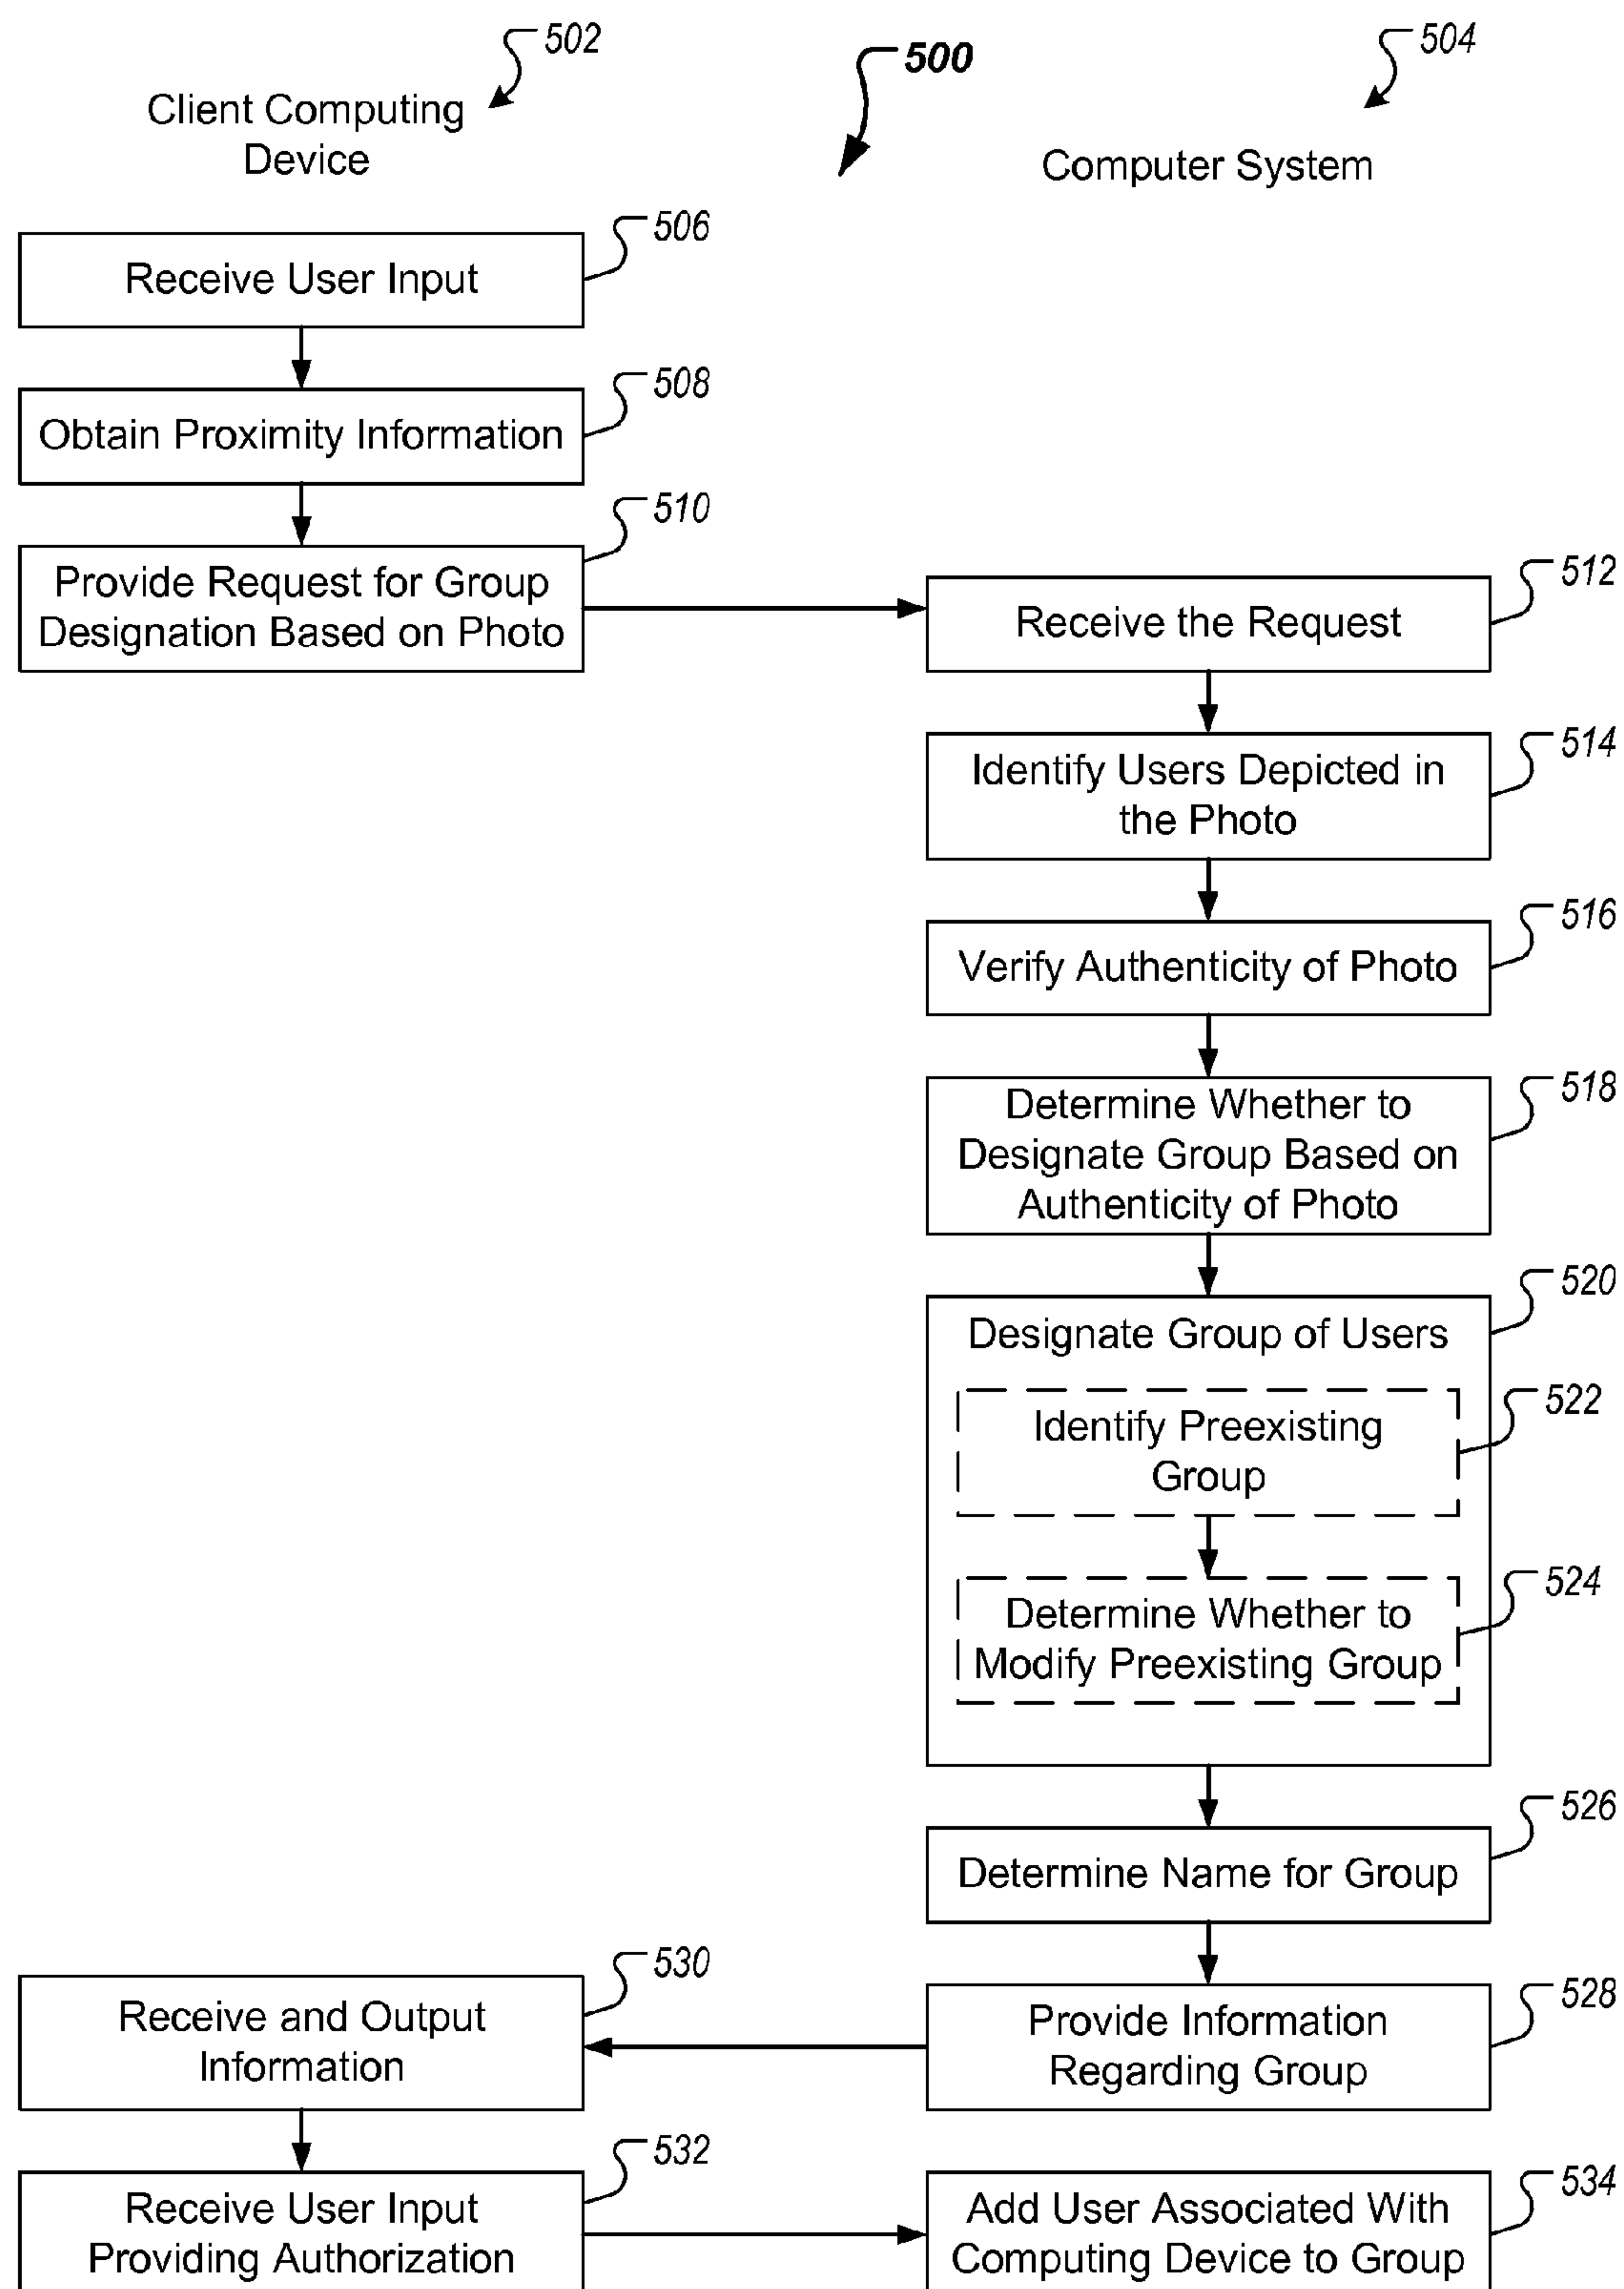 502
500
504
Client Computing
Device
Computer System
506
Receive User Input
508
Obtain Proximity Information
510
Provide Request for Group
Designation Based on Photo
512
Receive the Request
514
Identify Users Depicted in
the Photo
516
Verify Authenticity of Photo
518
Determine Whether to
Designate Group Based on
Authenticity of Photo
520
Designate Group of Users
522
Identify Preexisting
Group
524
Determine Whether to
Modify Preexisting Group
526
Determine Name for Group
528
Provide Information
Regarding Group
530
Receive and Output
Information
532
Receive User Input
Providing Authorization
534
Add User Associated With
Computing Device to Group